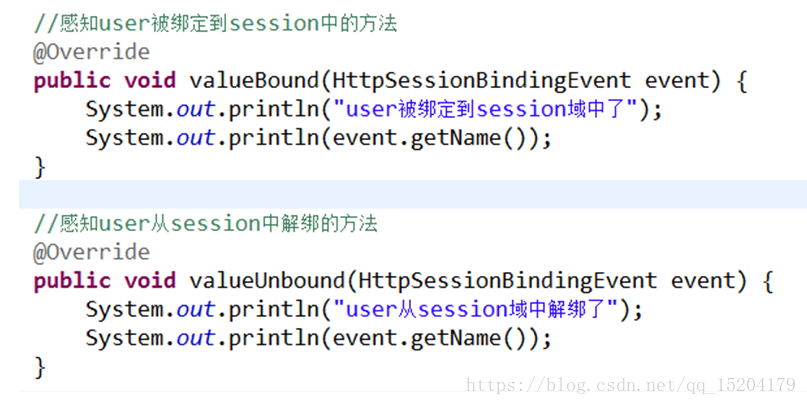 //感知user被绑定到session中的方法
@Override
public void valueBound(HttpSessionBindingEvent event) {
    System.out.println("user被绑定到session域中了");
    System.out.println(event.getName());
}
//感知user从session中解绑的方法
@Override
public void valueUnbound(HttpSessionBindingEvent event) {
    System.out.println("user从session域中解绑了");
    System.out.println(event.getName());
}
https://blog.csdn.net/qq_15204179